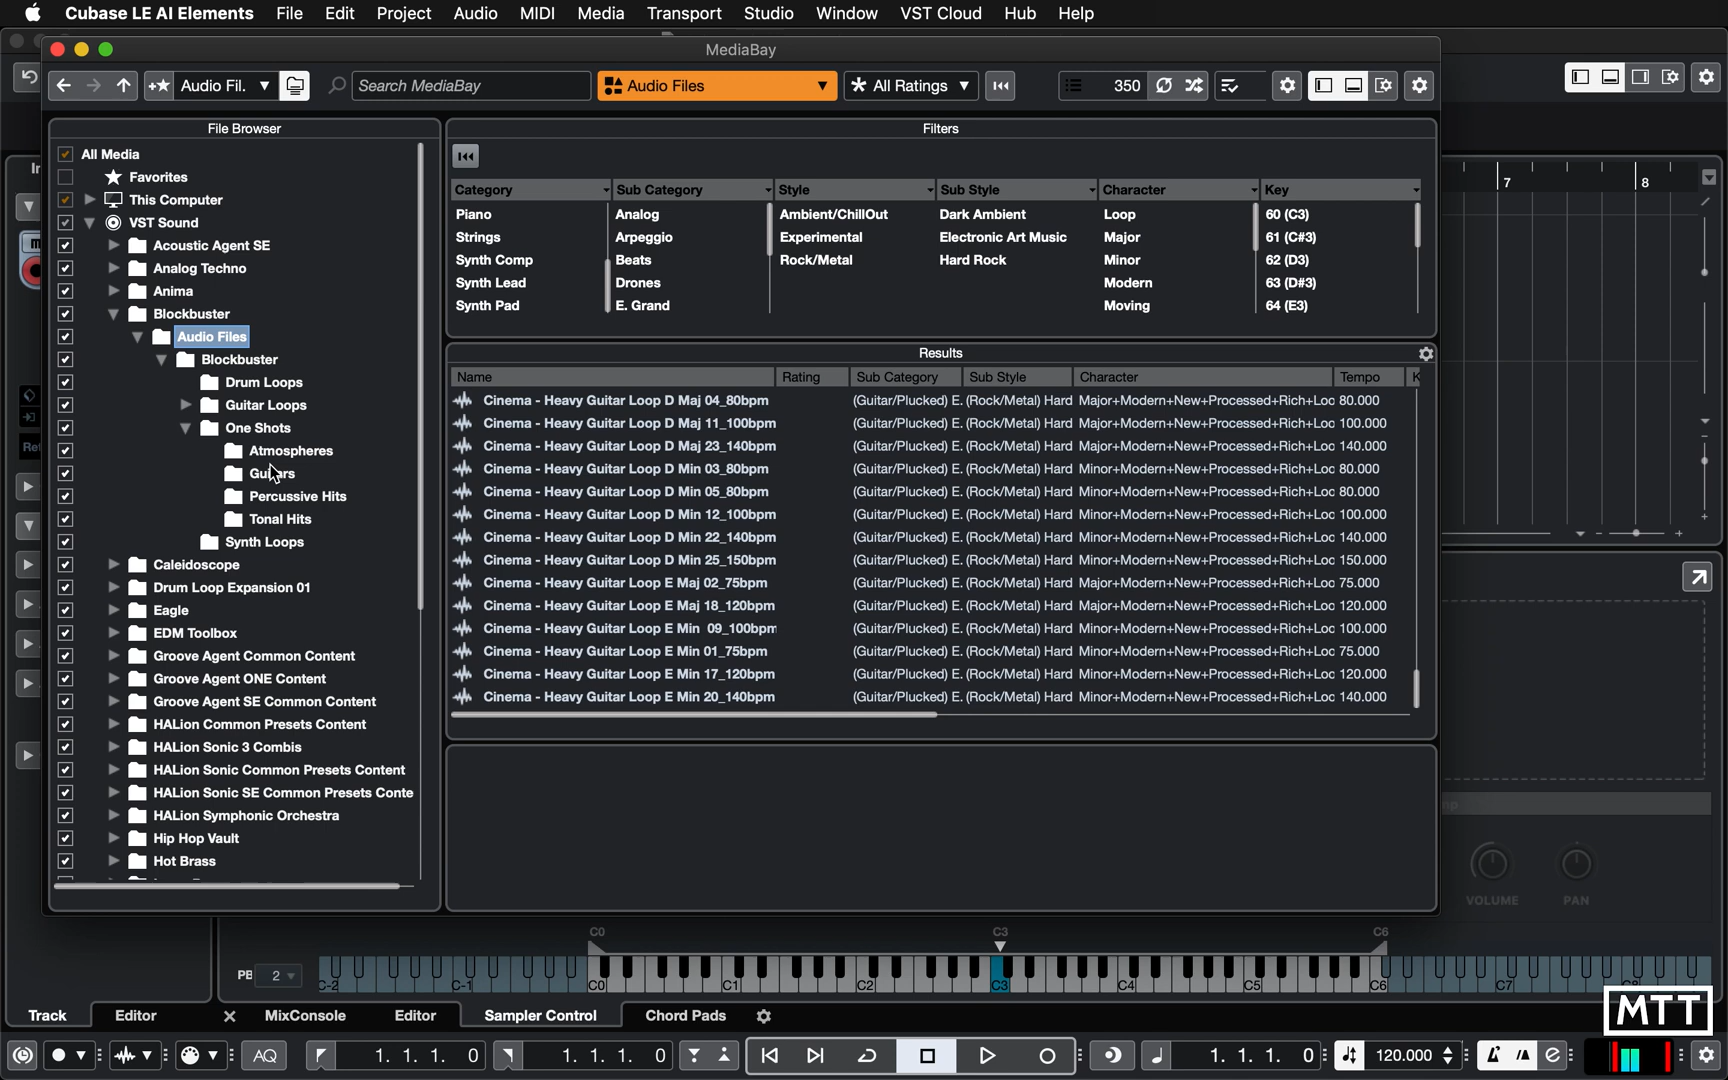 Cubase LE AI Elements File Edit Project Audio MIDI Media Transport Studio Window VST Cloud Hub Help
MediaBay
Audio Fil. Search MediaBay Audio Files All Ratings 350
File Browser
All Media
Favorites
This Computer
VST Sound
Acoustic Agent SE
Analog Techno
Anima
Blockbuster
Audio Files
Blockbuster
Drum Loops
Guitar Loops
One Shots
Atmospheres
Guitars
Percussive Hits
Tonal Hits
Synth Loops
Caleidoscope
Drum Loop Expansion 01
Eagle
EDM Toolbox
Groove Agent Common Content
Groove Agent ONE Content
Groove Agent SE Common Content
HALion Common Presets Content
HALion Sonic 3 Combis
HALion Sonic Common Presets Content
HALion Sonic SE Common Presets Conte
HALion Symphonic Orchestra
Hip Hop Vault
Hot Brass
Filters
Category Sub Category Style Sub Style Character Key
Piano Analog Ambient/ChillOut Dark Ambient Loop 60 (C3)
Strings Arpeggio Experimental Electronic Art Music Major 61 (C#3)
Synth Comp Beats Rock/Metal Hard Rock Minor 62 (D3)
Synth Lead Drones Modern 63 (D#3)
Synth Pad E. Grand Moving 64 (E3)
Results
Name Rating Sub Category Sub Style Character Tempo K
Cinema - Heavy Guitar Loop D Maj 04_80bpm (Guitar/Plucked) E. (Rock/Metal) Hard Major+Modern+New+Processed+Rich+Loc 80.000
Cinema - Heavy Guitar Loop D Maj 11_100bpm (Guitar/Plucked) E. (Rock/Metal) Hard Major+Modern+New+Processed+Rich+Loc 100.000
Cinema - Heavy Guitar Loop D Maj 23_140bpm (Guitar/Plucked) E. (Rock/Metal) Hard Major+Modern+New+Processed+Rich+Loc 140.000
Cinema - Heavy Guitar Loop D Min 03_80bpm (Guitar/Plucked) E. (Rock/Metal) Hard Minor+Modern+New+Processed+Rich+Loc 80.000
Cinema - Heavy Guitar Loop D Min 05_80bpm (Guitar/Plucked) E. (Rock/Metal) Hard Minor+Modern+New+Processed+Rich+Loc 80.000
Cinema - Heavy Guitar Loop D Min 12_100bpm (Guitar/Plucked) E. (Rock/Metal) Hard Minor+Modern+New+Processed+Rich+Loc 100.000
Cinema - Heavy Guitar Loop D Min 22_140bpm (Guitar/Plucked) E. (Rock/Metal) Hard Minor+Modern+New+Processed+Rich+Loc 140.000
Cinema - Heavy Guitar Loop D Min 25_150bpm (Guitar/Plucked) E. (Rock/Metal) Hard Minor+Modern+New+Processed+Rich+Loc 150.000
Cinema - Heavy Guitar Loop E Maj 02_75bpm (Guitar/Plucked) E. (Rock/Metal) Hard Major+Modern+New+Processed+Rich+Loc 75.000
Cinema - Heavy Guitar Loop E Maj 18_120bpm (Guitar/Plucked) E. (Rock/Metal) Hard Major+Modern+New+Processed+Rich+Loc 120.000
Cinema - Heavy Guitar Loop E Min 09_100bpm (Guitar/Plucked) E. (Rock/Metal) Hard Minor+Modern+New+Processed+Rich+Loc 100.000
Cinema - Heavy Guitar Loop E Min 01_75bpm (Guitar/Plucked) E. (Rock/Metal) Hard Minor+Modern+New+Processed+Rich+Loc 75.000
Cinema - Heavy Guitar Loop E Min 17_120bpm (Guitar/Plucked) E. (Rock/Metal) Hard Minor+Modern+New+Processed+Rich+Loc 120.000
Cinema - Heavy Guitar Loop E Min 20_140bpm (Guitar/Plucked) E. (Rock/Metal) Hard Minor+Modern+New+Processed+Rich+Loc 140.000
7 8
VOLUME PAN
C0 C3 C6
PB 2
C-2 C-1 C0 C1 C2 C3 C4 C5 C6 C7 C8
MTT
Track Editor MixConsole Editor Sampler Control Chord Pads
AQ 1. 1. 1. 0 1. 1. 1. 0 1. 1. 1. 0 120.000